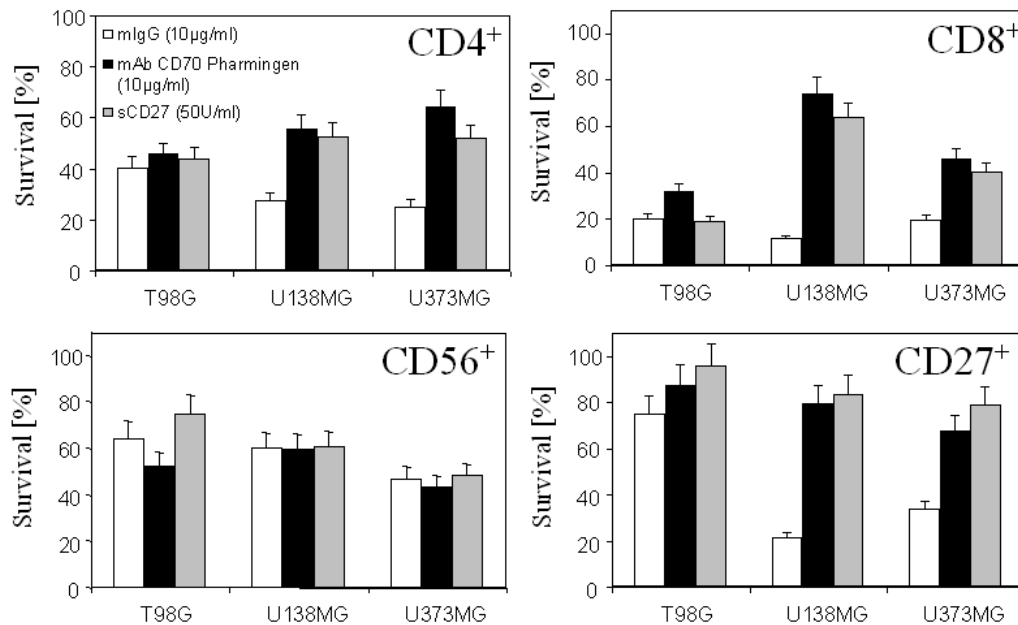 CD4+
mIgG (10µg/ml)
mAb CD70 Pharmingen
(10µg/ml)
sCD27 (50U/ml)
Survival [%]
100
80
60
40
20
0
T98G U138MG U373MG
CD8+
Survival [%]
100
80
60
40
20
0
T98G U138MG U373MG
CD56+
Survival [%]
100
80
60
40
20
0
T98G U138MG U373MG
CD27+
Survival [%]
100
80
60
40
20
0
T98G U138MG U373MG